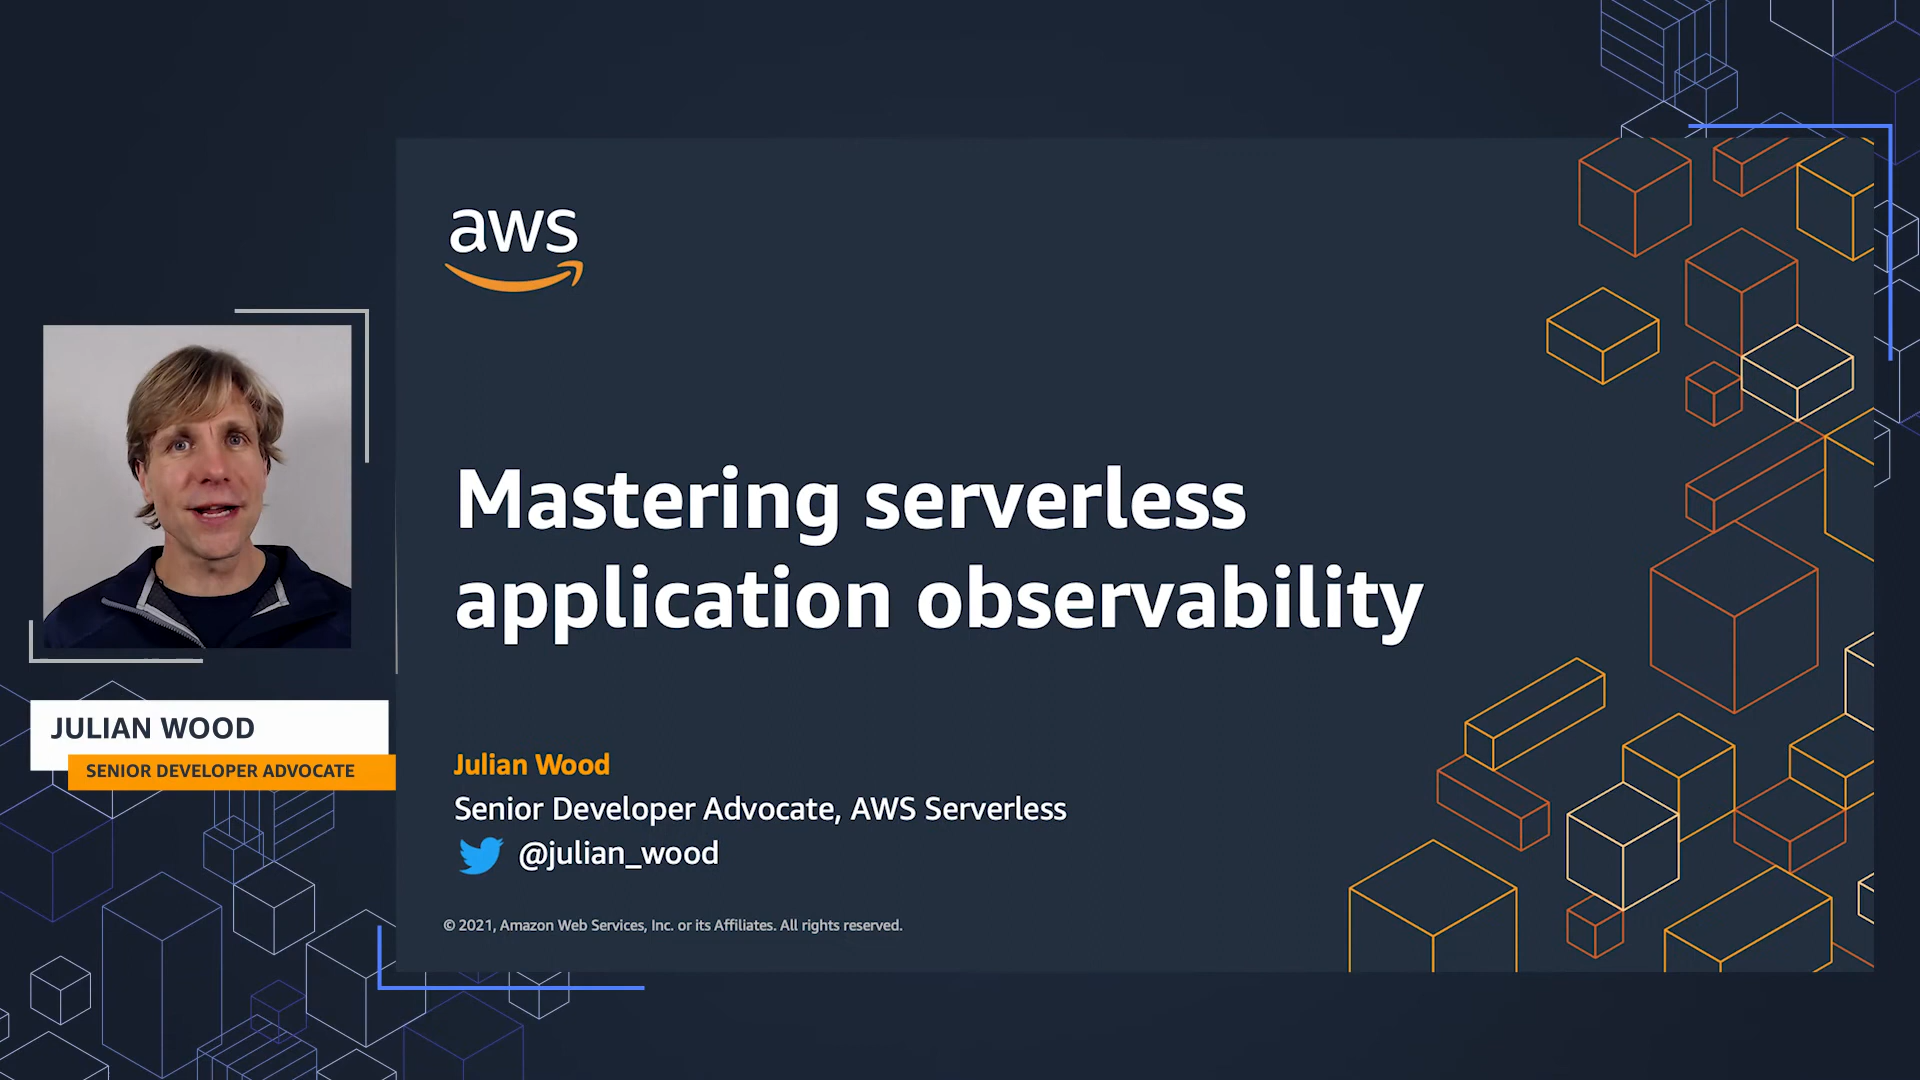 aws
Mastering serverless
application observability
JULIAN WOOD
SENIOR DEVELOPER ADVOCATE
Julian Wood
Senior Developer Advocate, AWS Serverless
@julian_wood
© 2021, Amazon Web Services, Inc. or its Affiliates. All rights reserved.